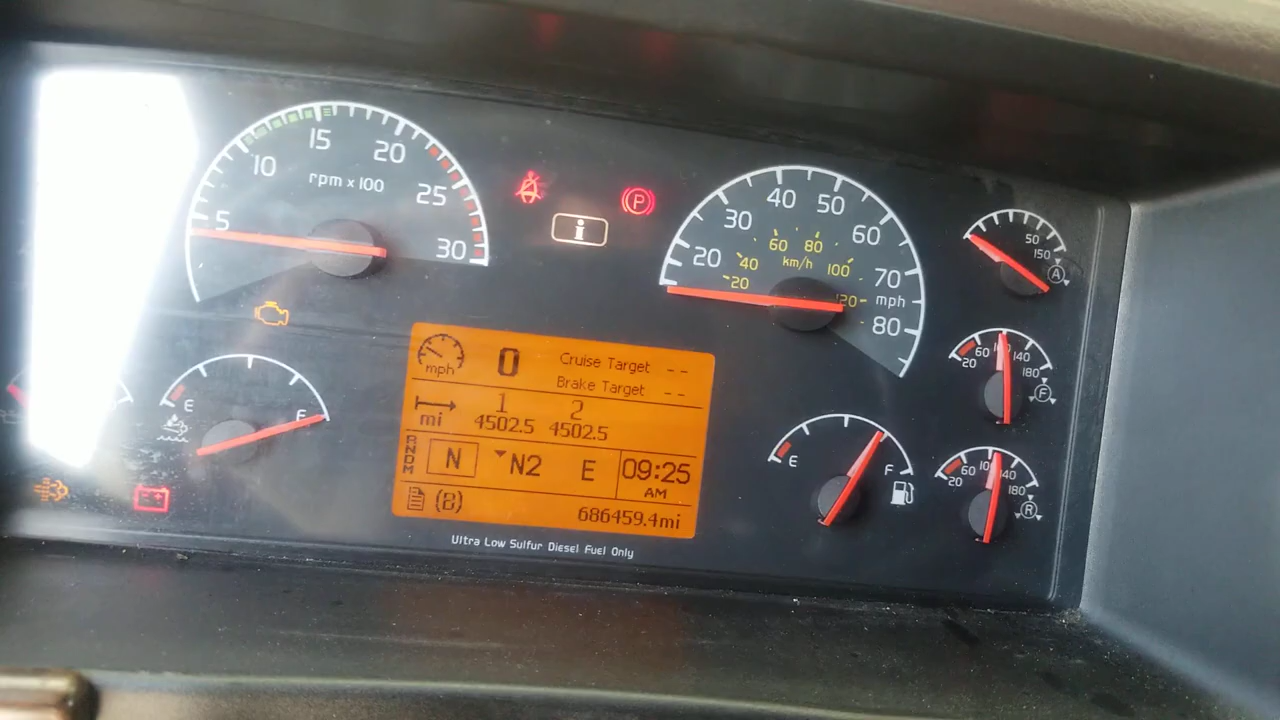 5 10 15 20 25 30
rpm x 100
P
i
20 30 40 50 60 70 80
mph
20 40 60 80 100 120
km/h
50 150
A
E F
mph 0 Cruise Target --
Brake Target --
mi 1 2
4502.5 4502.5
RNDM N N2 E 09:25 AM
(B) 686459.4mi
Ultra Low Sulfur Diesel Fuel Only
E F
20 60 100 140 180
F
20 60 100 140 180
R